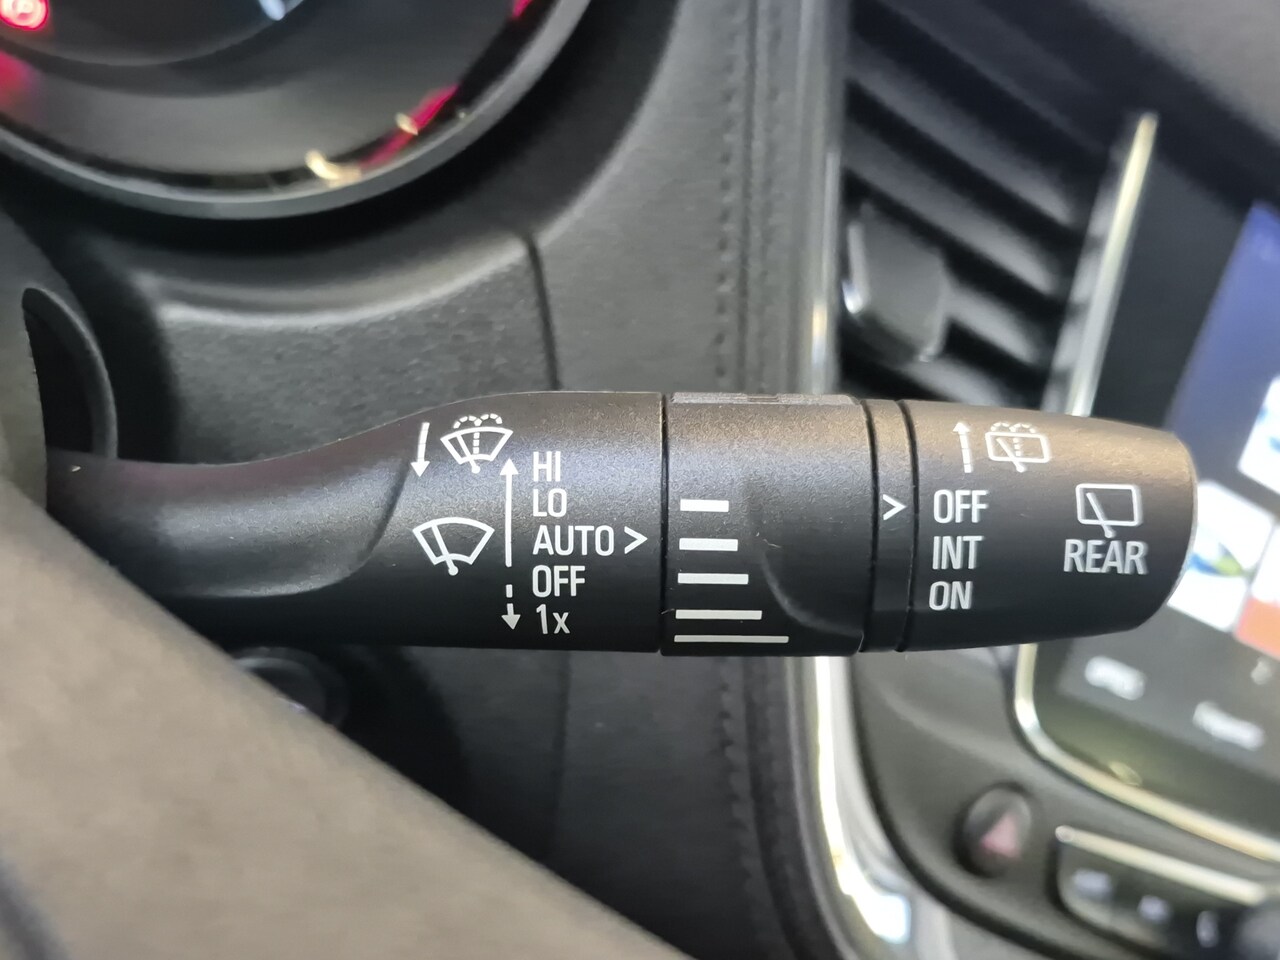 HI
LO
AUTO >
OFF
1x
> OFF
INT
ON
REAR